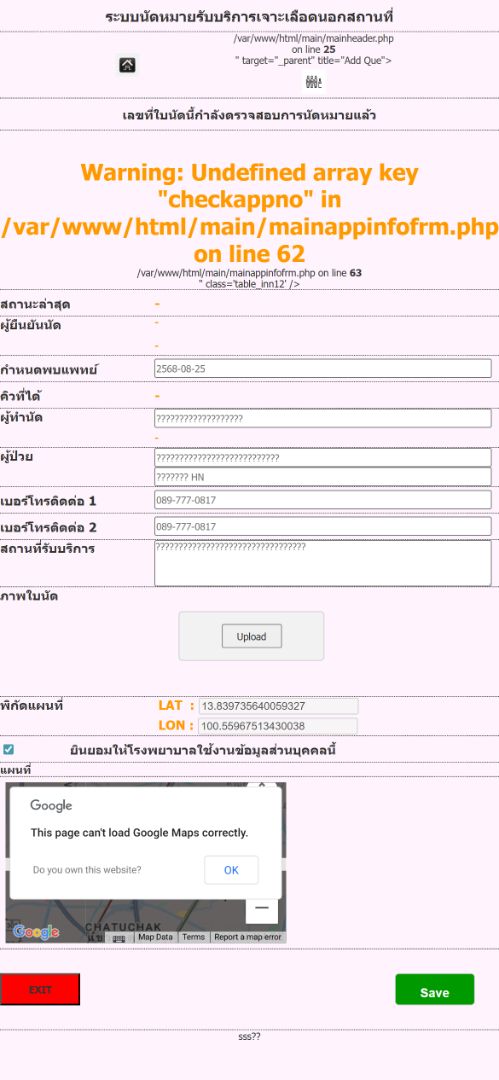 ระบบนัดหมายรับบริการเจาะเลือดนอกสถานที่
/var/www/html/main/mainheader.php
on line 25
" target="_parent" title="Add Que">
เลขที่ใบนัดนี้กำลังตรวจสอบการนัดหมายแล้ว
Warning: Undefined array key
"checkappno" in
/var/www/html/main/mainappinfofrm.php
on line 62
/var/www/html/main/mainappinfofrm.php on line 63
" class='table_inn12' />
สถานะล่าสุด -
ผู้ยืนยันนัด -
-
กำหนดพบแพทย์ 2568-08-25
คิวที่ได้ -
ผู้ทำนัด ???????????????????
-
ผู้ป่วย ???????????????????????????
??????? HN
เบอร์โทรติดต่อ 1 089-777-0817
เบอร์โทรติดต่อ 2 089-777-0817
สถานที่รับบริการ ?????????????????????????????????
ภาพใบนัด
Upload
พิกัดแผนที่ LAT : 13.839735640059327
LON : 100.55967513430038
ยินยอมให้โรงพยาบาลใช้งานข้อมูลส่วนบุคคลนี้
แผนที่
Google
This page can't load Google Maps correctly.
Do you own this website? OK
CHATUCHAK
Google Map Data Terms Report a map error
EXIT Save
sss??